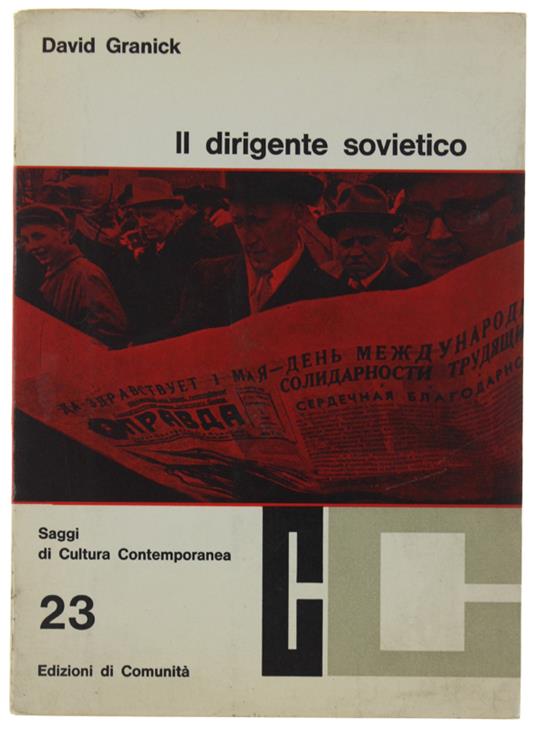 David Granick
Il dirigente sovietico
ДА ЗДРАВСТВУЕТ 1 МАЯ—ДЕНЬ МЕЖДУНАРОД
СОЛИДАРНОСТИ ТРУДЯЩИ
ПРАВДА
СЕРДЕЧНАЯ БЛАГОДАРНО
Saggi
di Cultura Contemporanea
23
Edizioni di Comunità